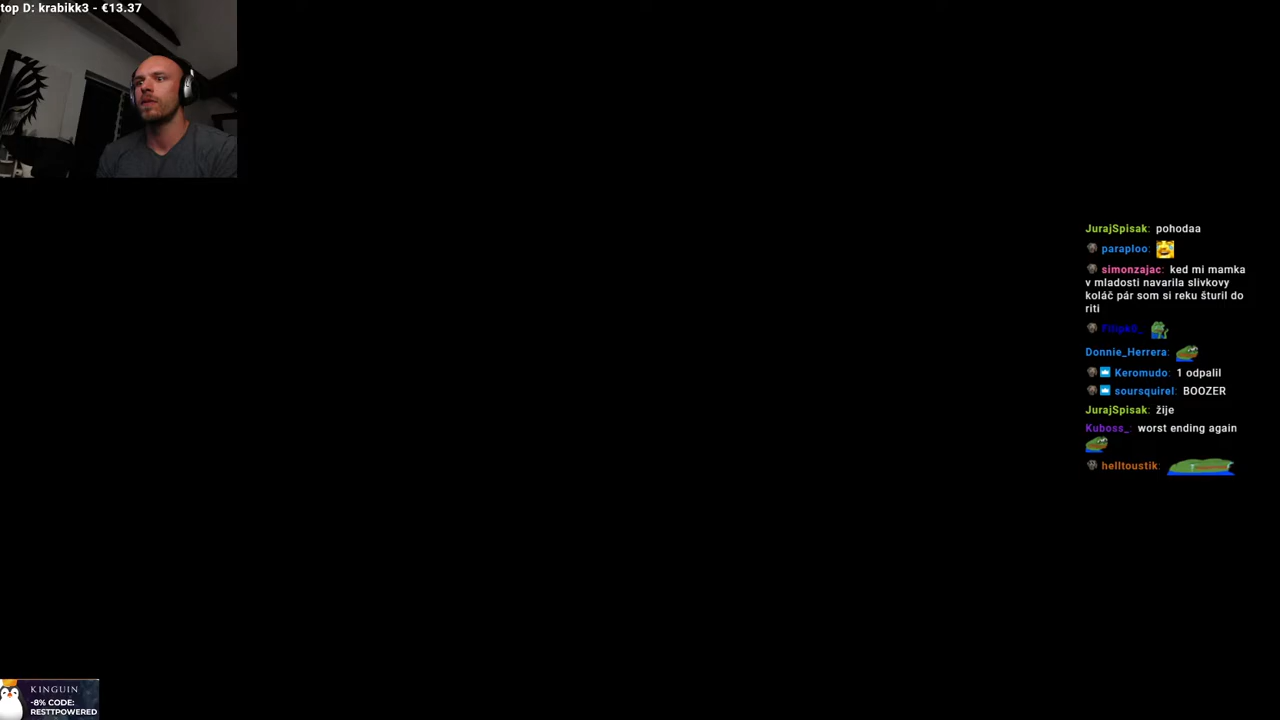 top D: krabikk3 - €13.37
JurajSpisak: pohodaa
paraploo:
simonzajac: ked mi mamka
v mladosti navarila slivkovy
koláč pár som si reku šturil do
riti
Donnie_Herrera:
Keromudo: 1 odpalil
soursquirel: BOOZER
JurajSpisak: žije
Kuboss_: worst ending again
helltoustik:
KINGUIN
-8% CODE:
RESTTPOWERED